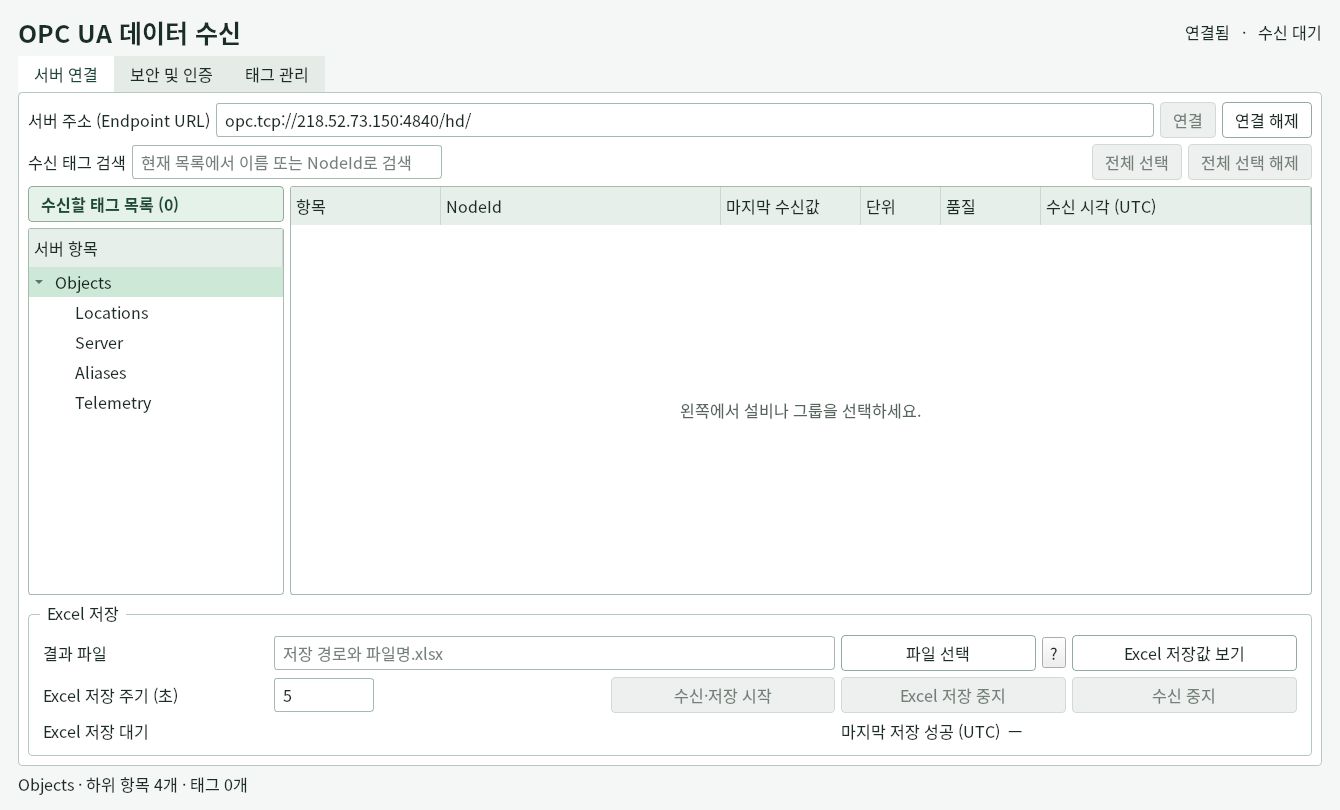 OPC UA 데이터 수신
연결됨 · 수신 대기
서버 연결 보안 및 인증 태그 관리
서버 주소 (Endpoint URL) opc.tcp://218.52.73.150:4840/hd/ 연결 연결 해제
수신 태그 검색 현재 목록에서 이름 또는 NodeId로 검색 전체 선택 전체 선택 해제
수신할 태그 목록 (0)
항목 NodeId 마지막 수신값 단위 품질 수신 시각 (UTC)
서버 항목
Objects
Locations
Server
Aliases
Telemetry
왼쪽에서 설비나 그룹을 선택하세요.
Excel 저장
결과 파일 저장 경로와 파일명.xlsx 파일 선택 ? Excel 저장값 보기
Excel 저장 주기 (초) 5 수신·저장 시작 Excel 저장 중지 수신 중지
Excel 저장 대기 마지막 저장 성공 (UTC) —
Objects · 하위 항목 4개 · 태그 0개